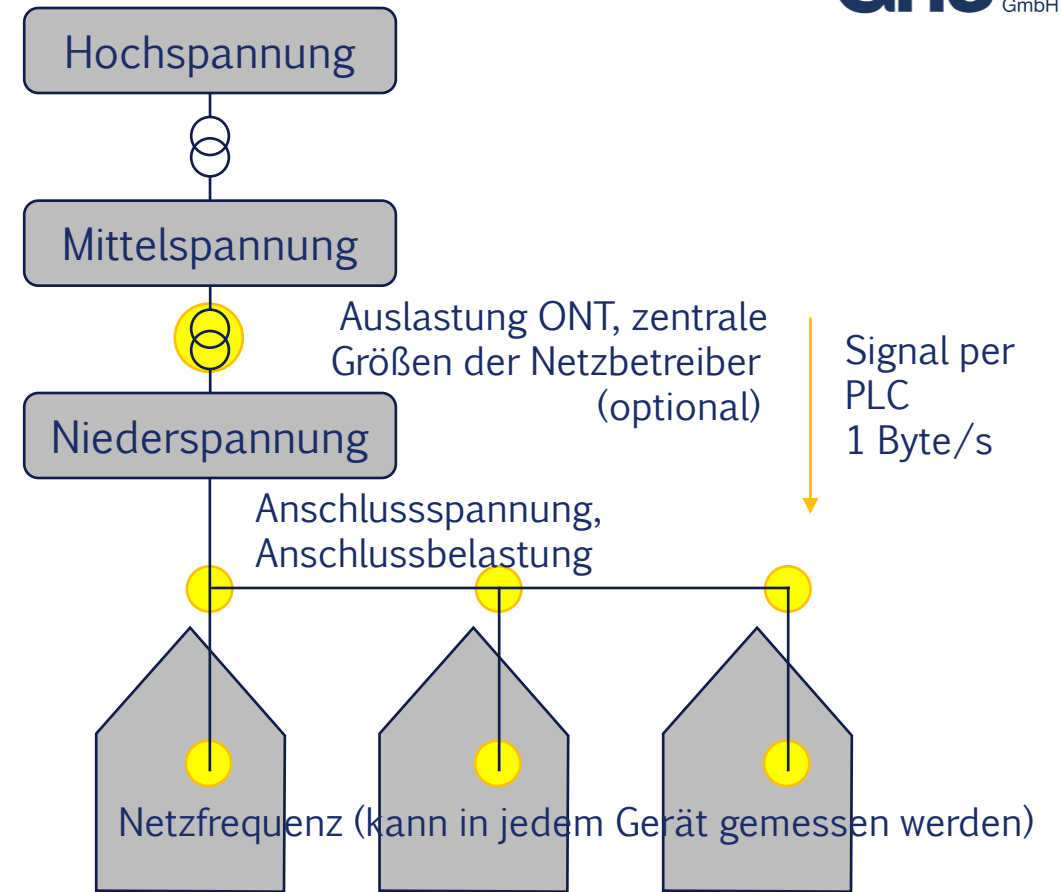 GmbH
Hochspannung
Mittelspannung
Auslastung ONT, zentrale
Größen der Netzbetreiber
(optional)
Signal per
PLC
1 Byte/s
Niederspannung
Anschlussspannung,
Anschlussbelastung
Netzfrequenz (kann in jedem Gerät gemessen werden)